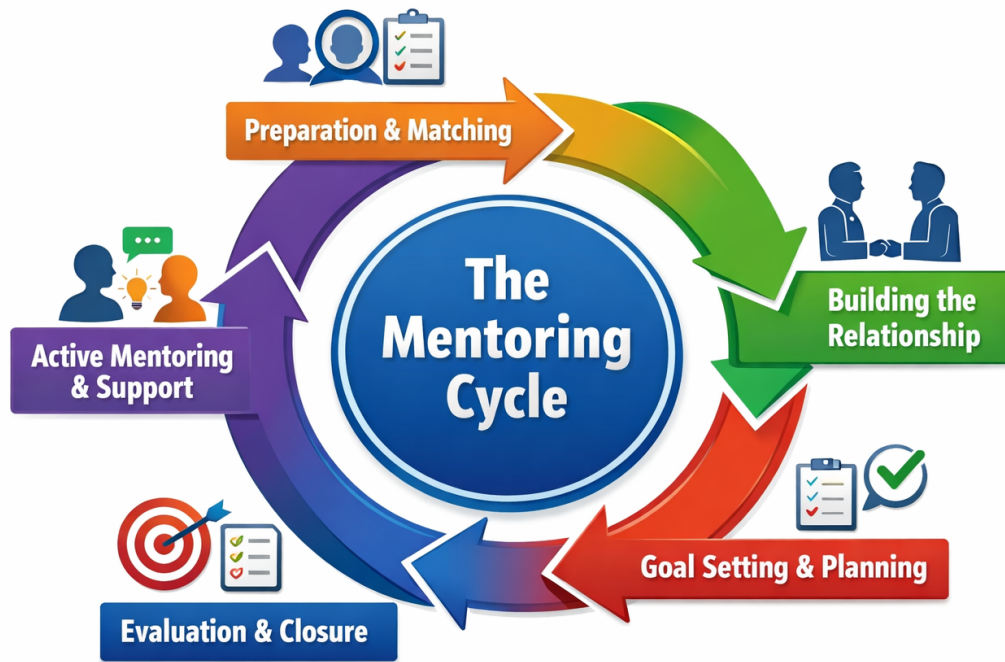 Preparation & Matching
The
Mentoring
Cycle
Building the
Relationship
Active Mentoring
& Support
Goal Setting & Planning
Evaluation & Closure